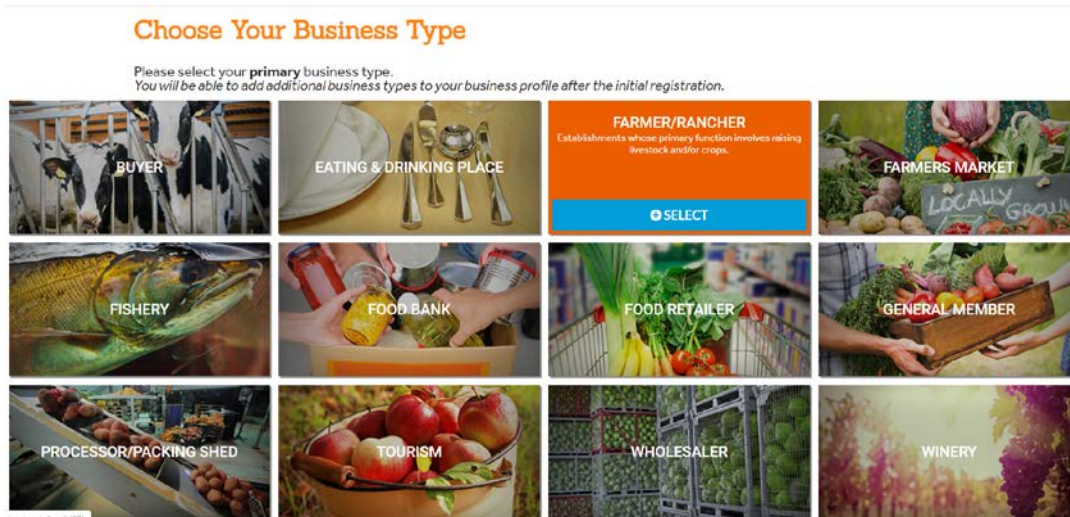 Choose Your Business Type
Please select your primary business type.
You will be able to add additional business types to your business profile after the initial registration.
BUYER
EATING & DRINKING PLACE
FARMER/RANCHER
Establishments whose primary function involves raising
livestock and/or crops.
SELECT
FARMERS MARKET
LOCALLY
GROWN
FISHERY
FOOD BANK
FOOD RETAILER
GENERAL MEMBER
PROCESSOR/PACKING SHED
TOURISM
WHOLESALER
WINERY